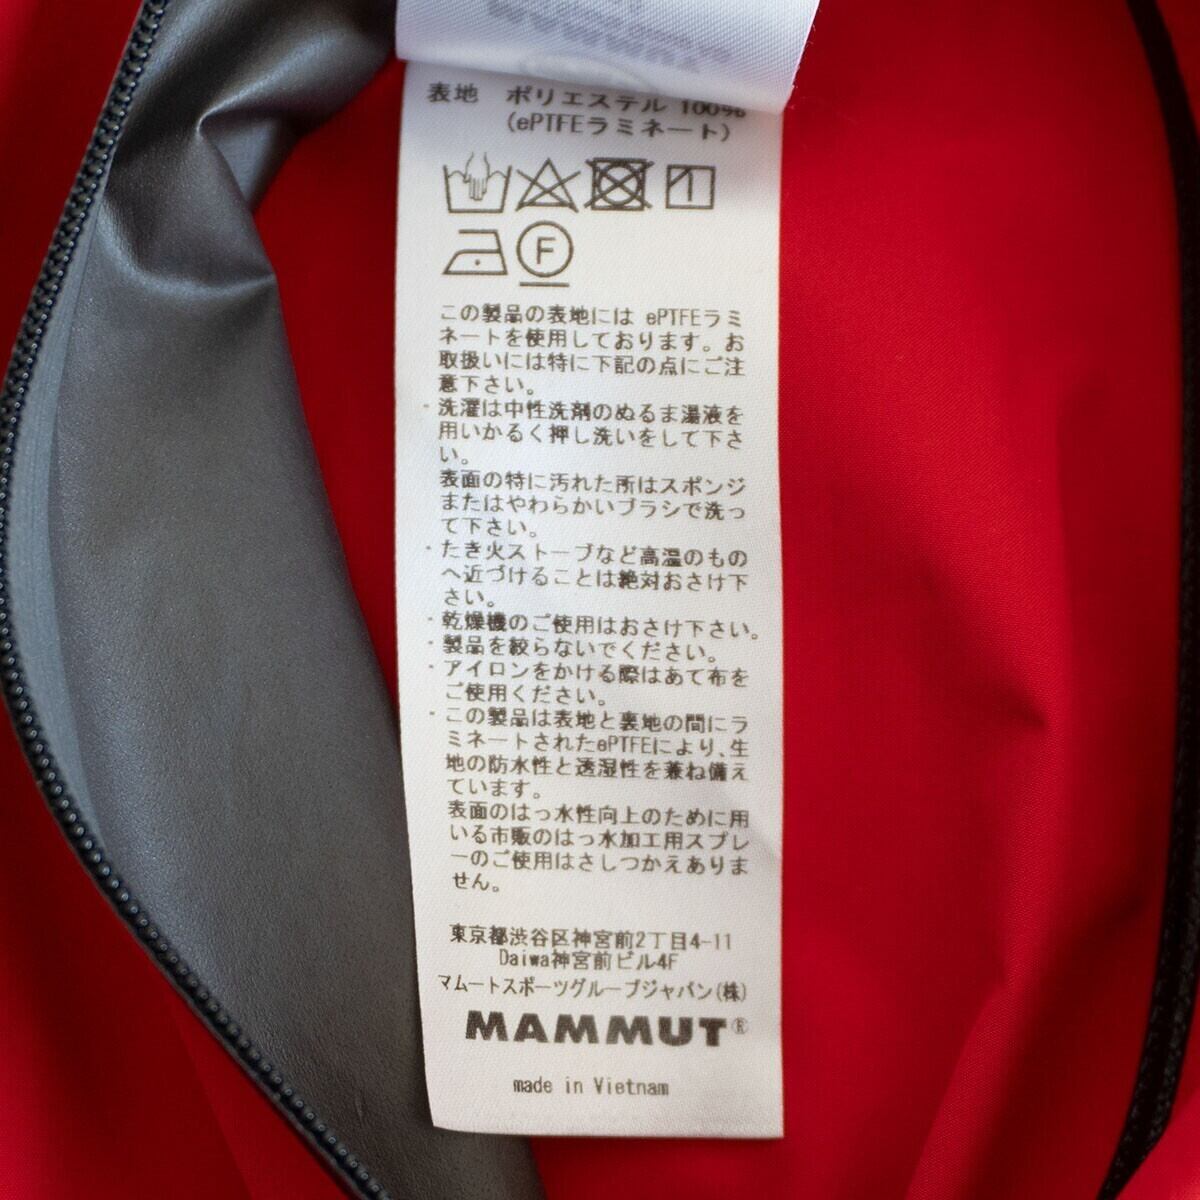 表地 ポリエステル 100%
(ePTFEラミネート)
F
この製品の表地には ePTFEラミ
ネートを使用しております。お
取扱いには特に下記の点にご注
意下さい。
・洗濯は中性洗剤のぬるま湯液を
用いかるく押し洗いをして下さ
い。
表面の特に汚れた所はスポンジ
またはやわらかいブラシで洗っ
て下さい。
・たき火ストーブなど高温のもの
へ近づけることは絶対おさけ下
さい。
・乾燥機のご使用はおさけ下さい。
・製品を絞らないでください。
・アイロンをかける際はあて布を
ご使用ください。
・この製品は表地と裏地の間にラ
ミネートされたePTFEにより、生
地の防水性と透湿性を兼ね備え
ています。
表面のはっ水性向上のために用
いる市販のはっ水加工用スプレ
ーのご使用はさしつかえありま
せん。
東京都渋谷区神宮前2丁目4-11
Daiwa神宮前ビル4F
マムートスポーツグループジャパン(株)
MAMMUT®
made in Vietnam